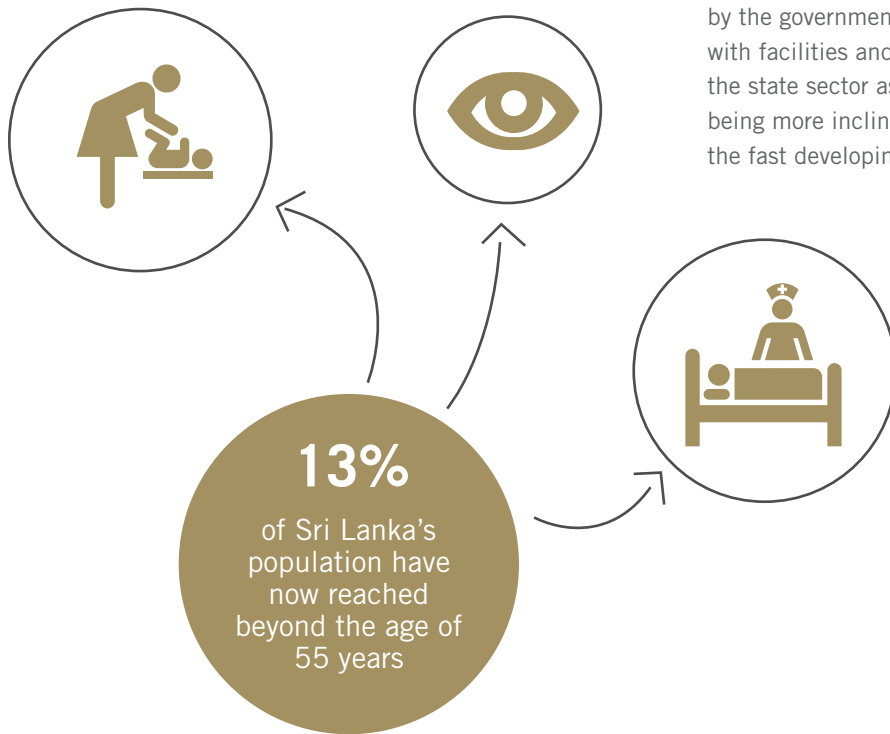 by the governmen
with facilities and
the state sector as
being more inclin
the fast developin
13%
of Sri Lanka’s
population have
now reached
beyond the age of
55 years